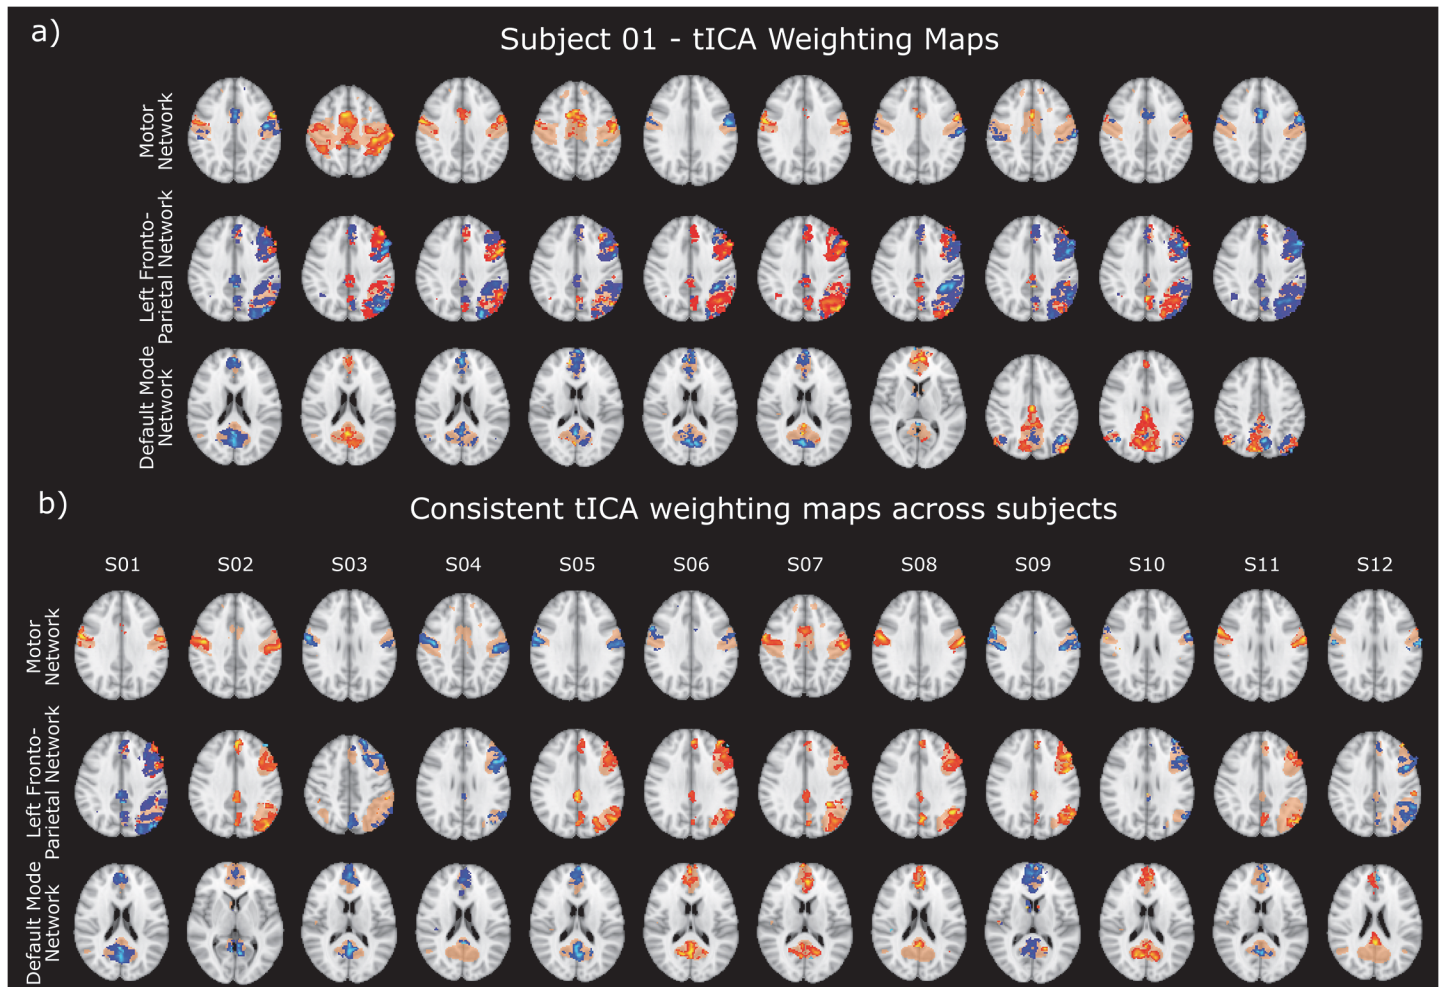 a)
Subject 01 - tICA Weighting Maps
Motor
Network
Left Fronto-
Parietal Network
Default Mode
Network
b)
Consistent tICA weighting maps across subjects
S01 S02 S03 S04 S05 S06 S07 S08 S09 S10 S11 S12
Motor
Network
Left Fronto-
Parietal Network
Default Mode
Network